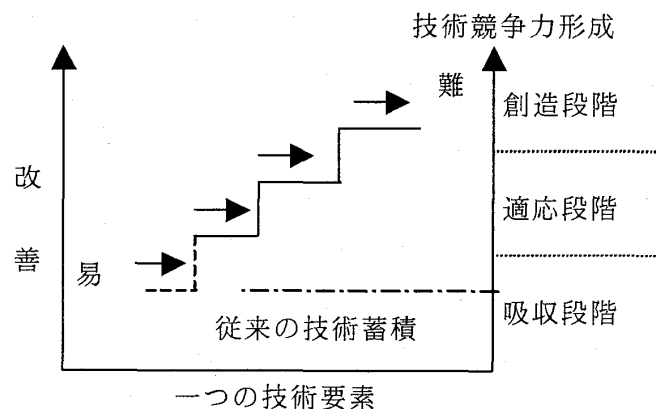 技術競争力形成
難
創造段階
改
善
適応段階
易
従来の技術蓄積
吸収段階
一つの技術要素